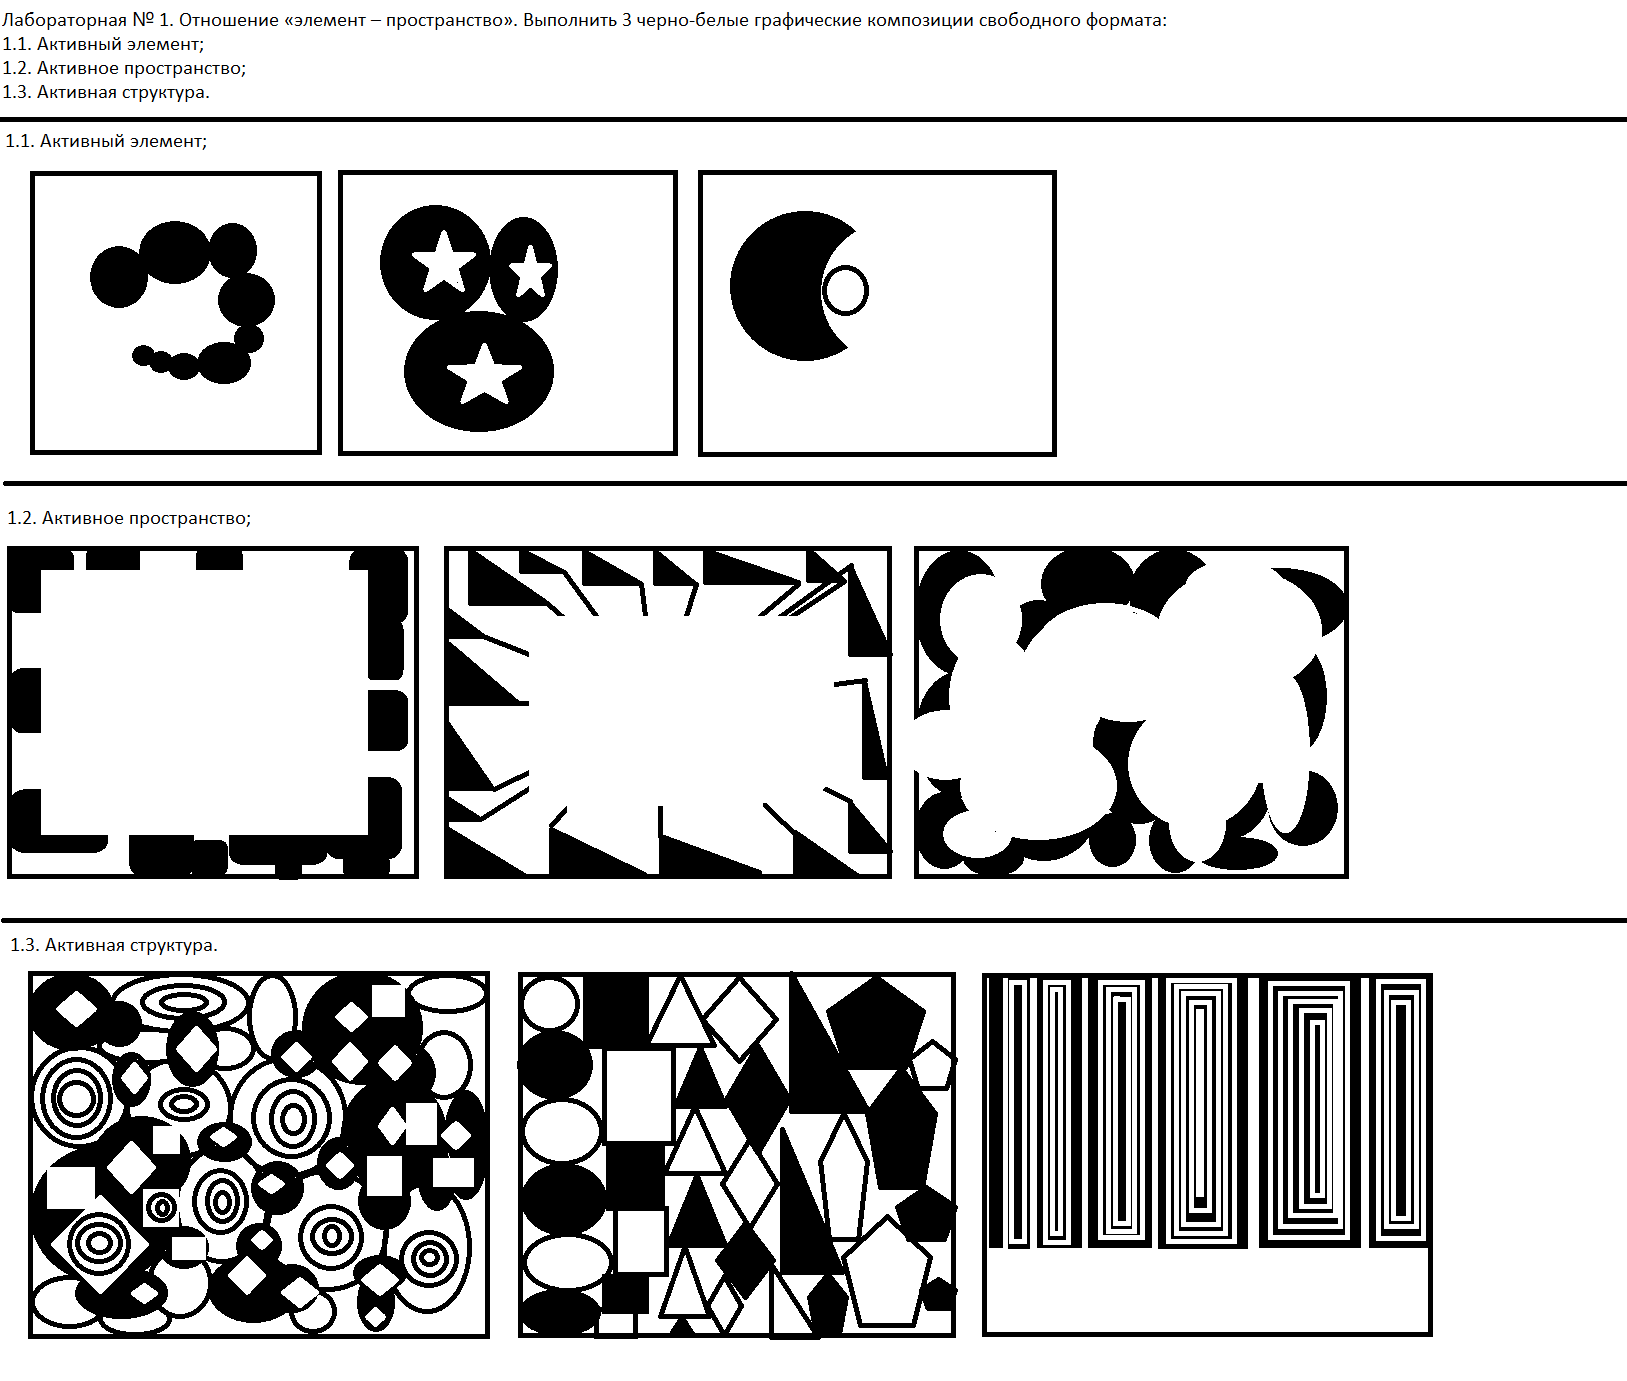 Лабораторная № 1. Отношение «элемент – пространство». Выполнить 3 черно-белые графические композиции свободного формата:
1.1. Активный элемент;
1.2. Активное пространство;
1.3. Активная структура.
1.1. Активный элемент;
1.2. Активное пространство;
1.3. Активная структура.